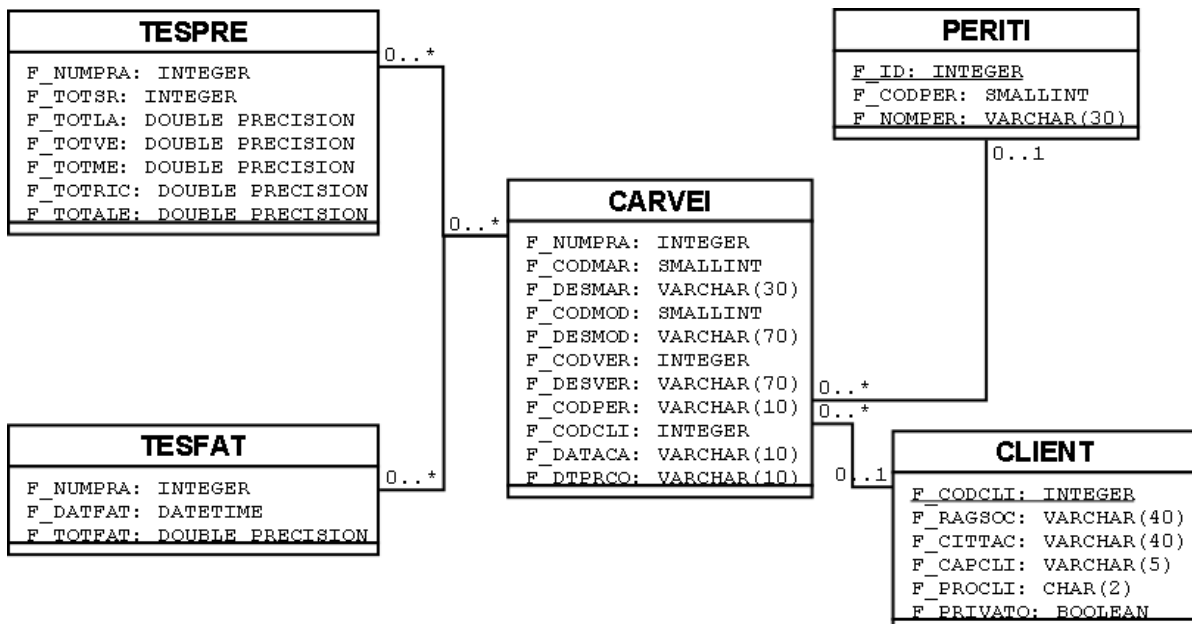 TESPRE
F_NUMPRA: INTEGER
F_TOTSR: INTEGER
F_TOTLA: DOUBLE PRECISION
F_TOTVE: DOUBLE PRECISION
F_TOTME: DOUBLE PRECISION
F_TOTRIC: DOUBLE PRECISION
F_TOTALE: DOUBLE PRECISION
0..*
PERITI
F_ID: INTEGER
F_CODPER: SMALLINT
F_NOMPER: VARCHAR(30)
0..1
0..*
CARVEI
F_NUMPRA: INTEGER
F_CODMAR: SMALLINT
F_DESMAR: VARCHAR(30)
F_CODMOD: SMALLINT
F_DESMOD: VARCHAR(70)
F_CODVER: INTEGER
F_DESVER: VARCHAR(70)
F_CODPER: VARCHAR(10)
F_CODCLI: INTEGER
F_DATACA: VARCHAR(10)
F_DTPRCO: VARCHAR(10)
0..*
0..*
TESFAT
F_NUMPRA: INTEGER
F_DATFAT: DATETIME
F_TOTFAT: DOUBLE PRECISION
0..*
0..1
CLIENT
F_CODCLI: INTEGER
F_RAGSOC: VARCHAR(40)
F_CITTAC: VARCHAR(40)
F_CAPCLI: VARCHAR(5)
F_PROCLI: CHAR(2)
F_PRIVATO: BOOLEAN